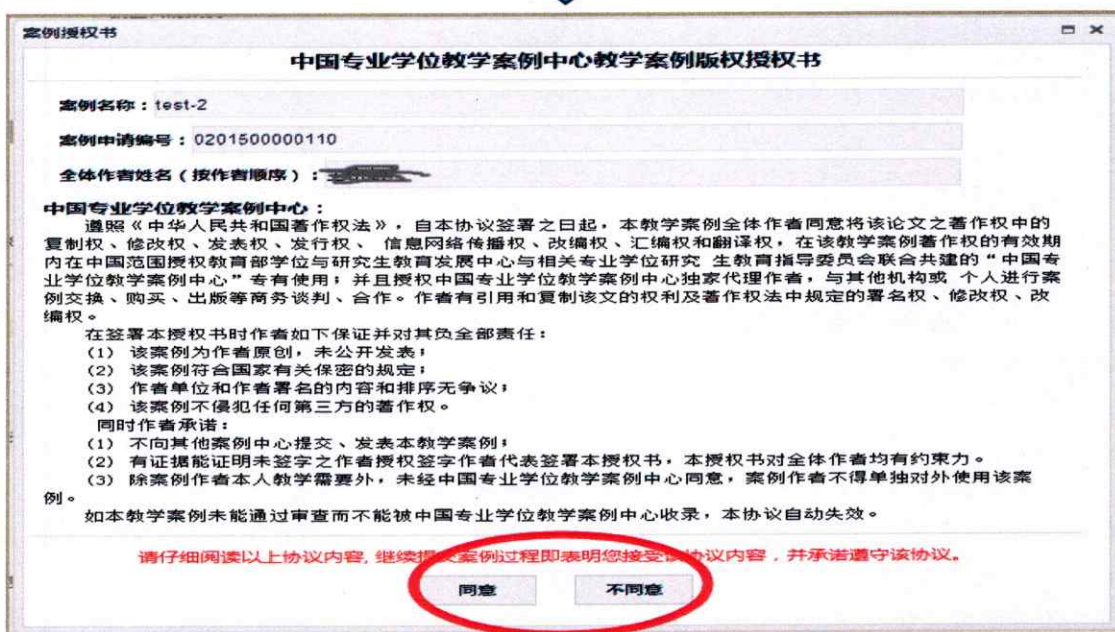 案例授权书
中国专业学位教学案例中心教学案例版权授权书
案例名称：test-2
案例申请编号：0201500000110
全体作者姓名（按作者顺序）：
中国专业学位教学案例中心：
遵照《中华人民共和国著作权法》，自本协议签署之日起，本教学案例全体作者同意将该论文之著作权中的
复制权、修改权、发表权、发行权、 信息网络传播权、改编权、汇编权和翻译权，在该教学案例著作权的有效期
内在中国范围授权教育部学位与研究生教育发展中心与相关专业学位研究 生教育指导委员会联合共建的“中国专
业学位教学案例中心”专有使用；并且授权中国专业学位教学案例中心独家代理作者，与其他机构或 个人进行案
例交换、购买、出版等商务谈判、合作。作者有引用和复制该文的权利及著作权法中规定的署名权、修改权、改
编权。
在签署本授权书时作者如下保证并对其负全部责任：
（1）该案例为作者原创，未公开发表；
（2）该案例符合国家有关保密的规定；
（3）作者单位和作者署名的内容和排序无争议；
（4）该案例不侵犯任何第三方的著作权。
同时作者承诺：
（1）不向其他案例中心提交、发表本教学案例；
（2）有证据能证明未签字之作者授权签字作者代表签署本授权书，本授权书对全体作者均有约束力。
（3）除案例作者本人教学需要外，未经中国专业学位教学案例中心同意，案例作者不得单独对外使用该案
例。
如本教学案例未能通过审查而不能被中国专业学位教学案例中心收录，本协议自动失效。
请仔细阅读以上协议内容,继续提交案例过程即表明您接受该协议内容，并承诺遵守该协议。
同意 不同意